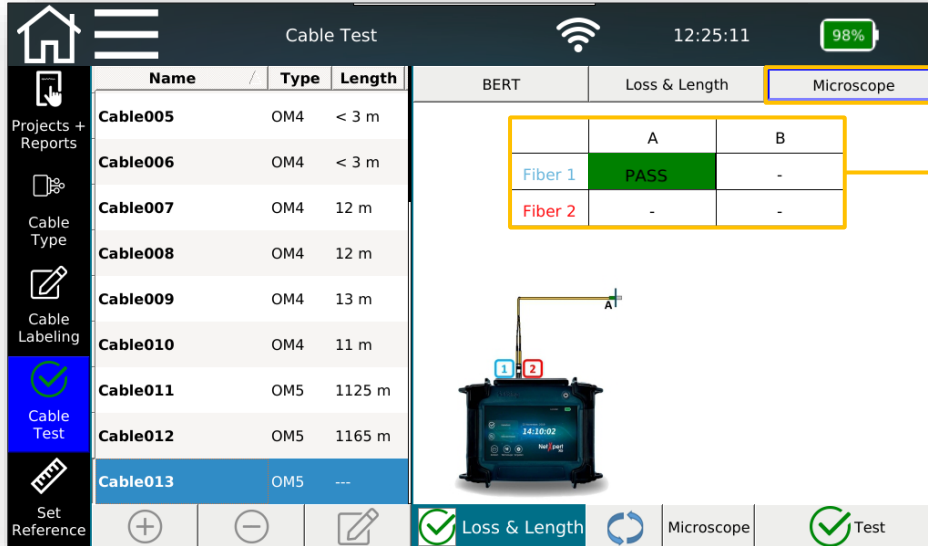 Cable Test
12:25:11
98%
Projects +
Reports
Cable
Type
Cable
Labeling
Cable
Test
Set
Reference
Name / Type Length
Cable005 OM4 < 3 m
Cable006 OM4 < 3 m
Cable007 OM4 12 m
Cable008 OM4 12 m
Cable009 OM4 13 m
Cable010 OM4 11 m
Cable011 OM5 1125 m
Cable012 OM5 1165 m
Cable013 OM5 ---
BERT Loss & Length Microscope
A B
Fiber 1 PASS -
Fiber 2 - -
A
1 2
14:10:02
NetXpert
Loss & Length Microscope Test